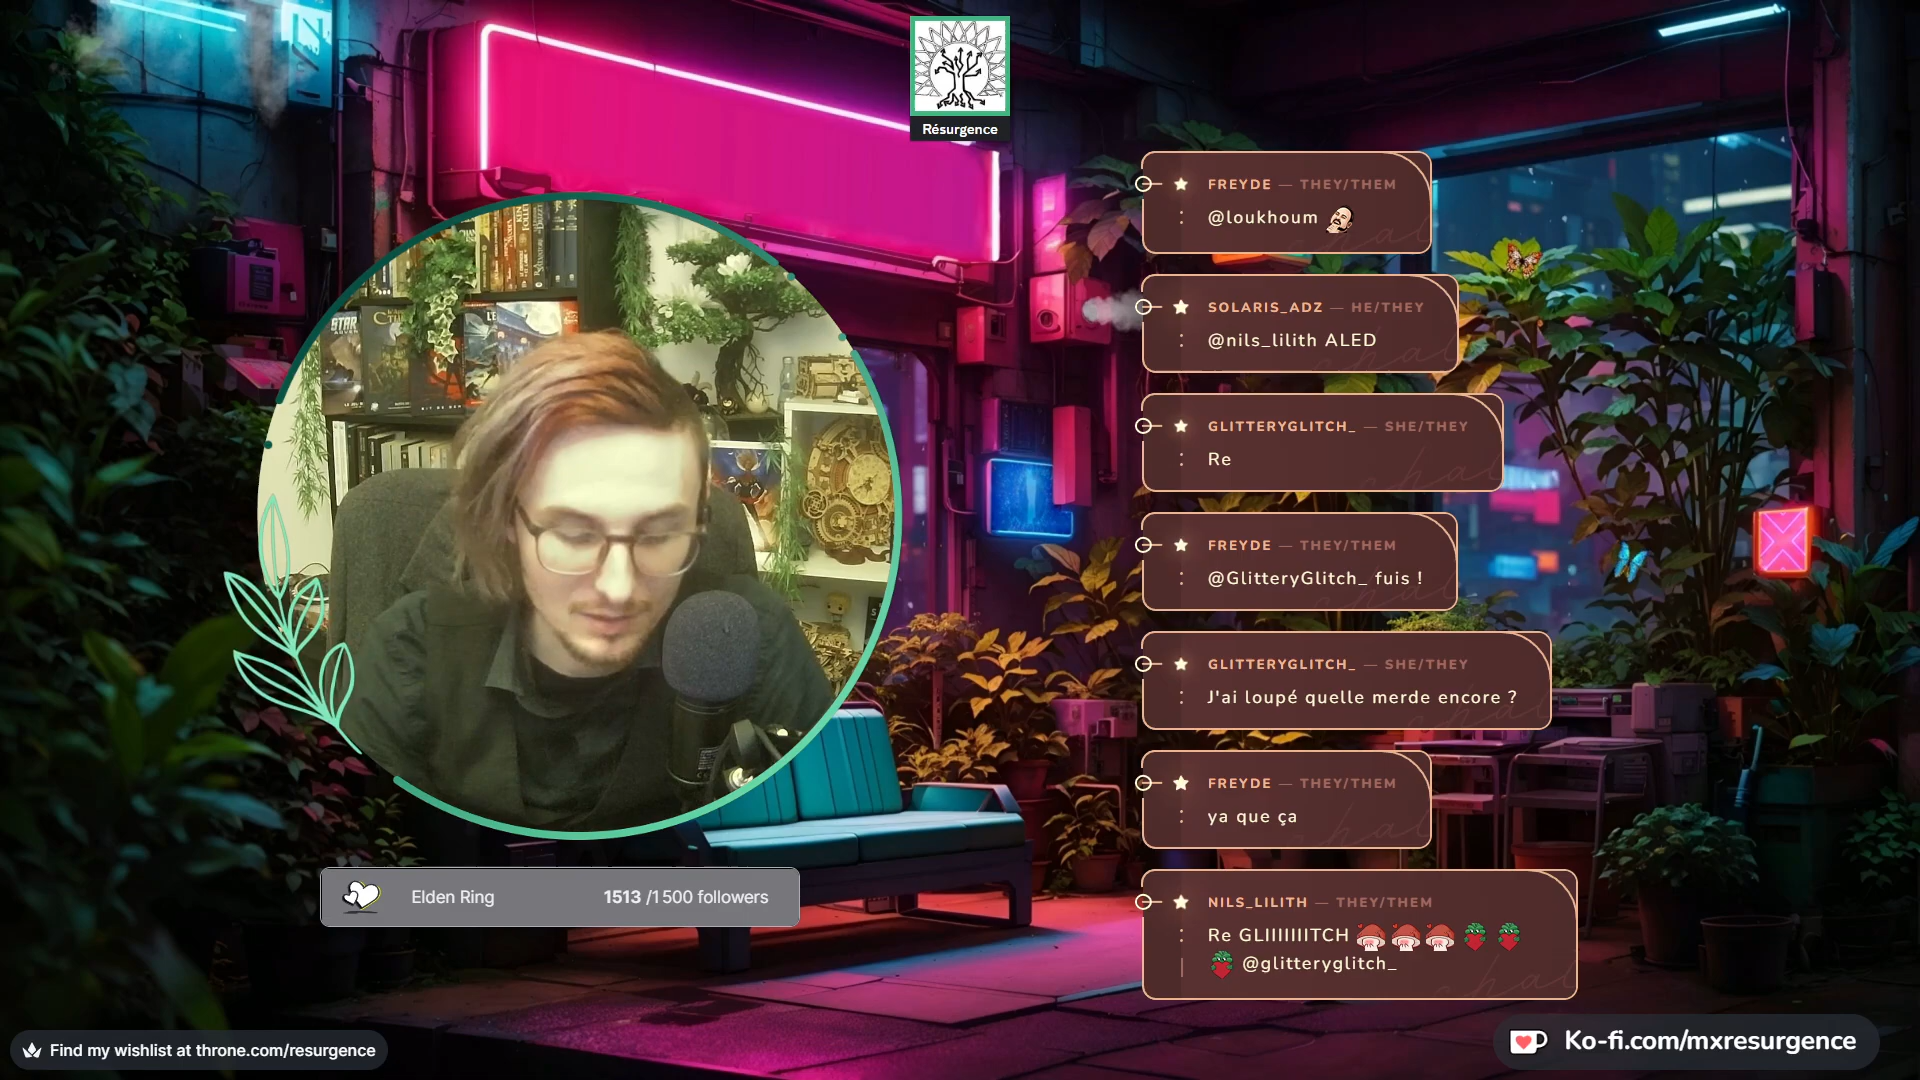 Résurgence
FREYDE — THEY/THEM
: @loukhoum
SOLARIS_ADZ — HE/THEY
: @nils_lilith ALED
GLITTERYGLITCH_ — SHE/THEY
: Re
FREYDE — THEY/THEM
: @GlitteryGlitch_ fuis !
GLITTERYGLITCH_ — SHE/THEY
: J'ai loupé quelle merde encore ?
FREYDE — THEY/THEM
: ya que ça
NILS_LILITH — THEY/THEM
: Re GLIIIIIIITCH
@glitteryglitch_
Elden Ring 1513 /1 500 followers
Find my wishlist at throne.com/resurgence
Ko-fi.com/mxresurgence